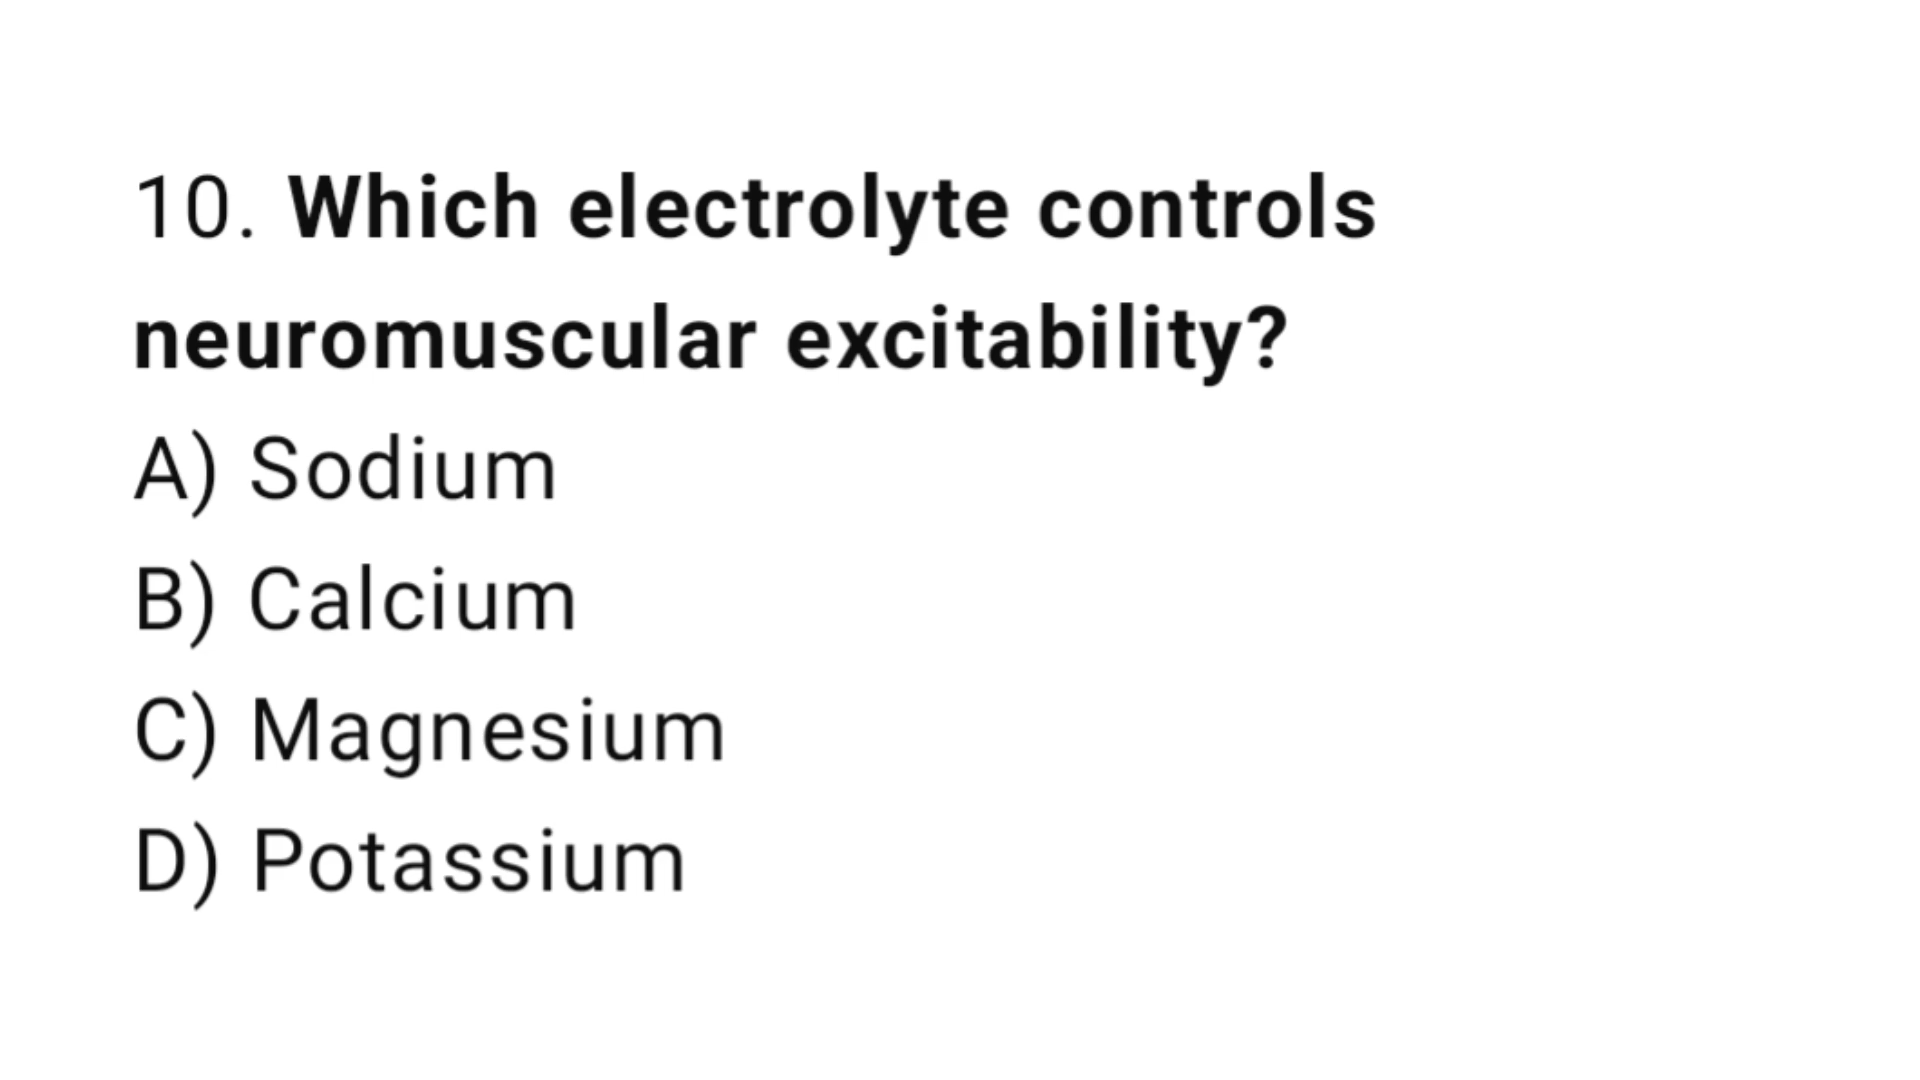 10. Which electrolyte controls
neuromuscular excitability?
A) Sodium
B) Calcium
C) Magnesium
D) Potassium